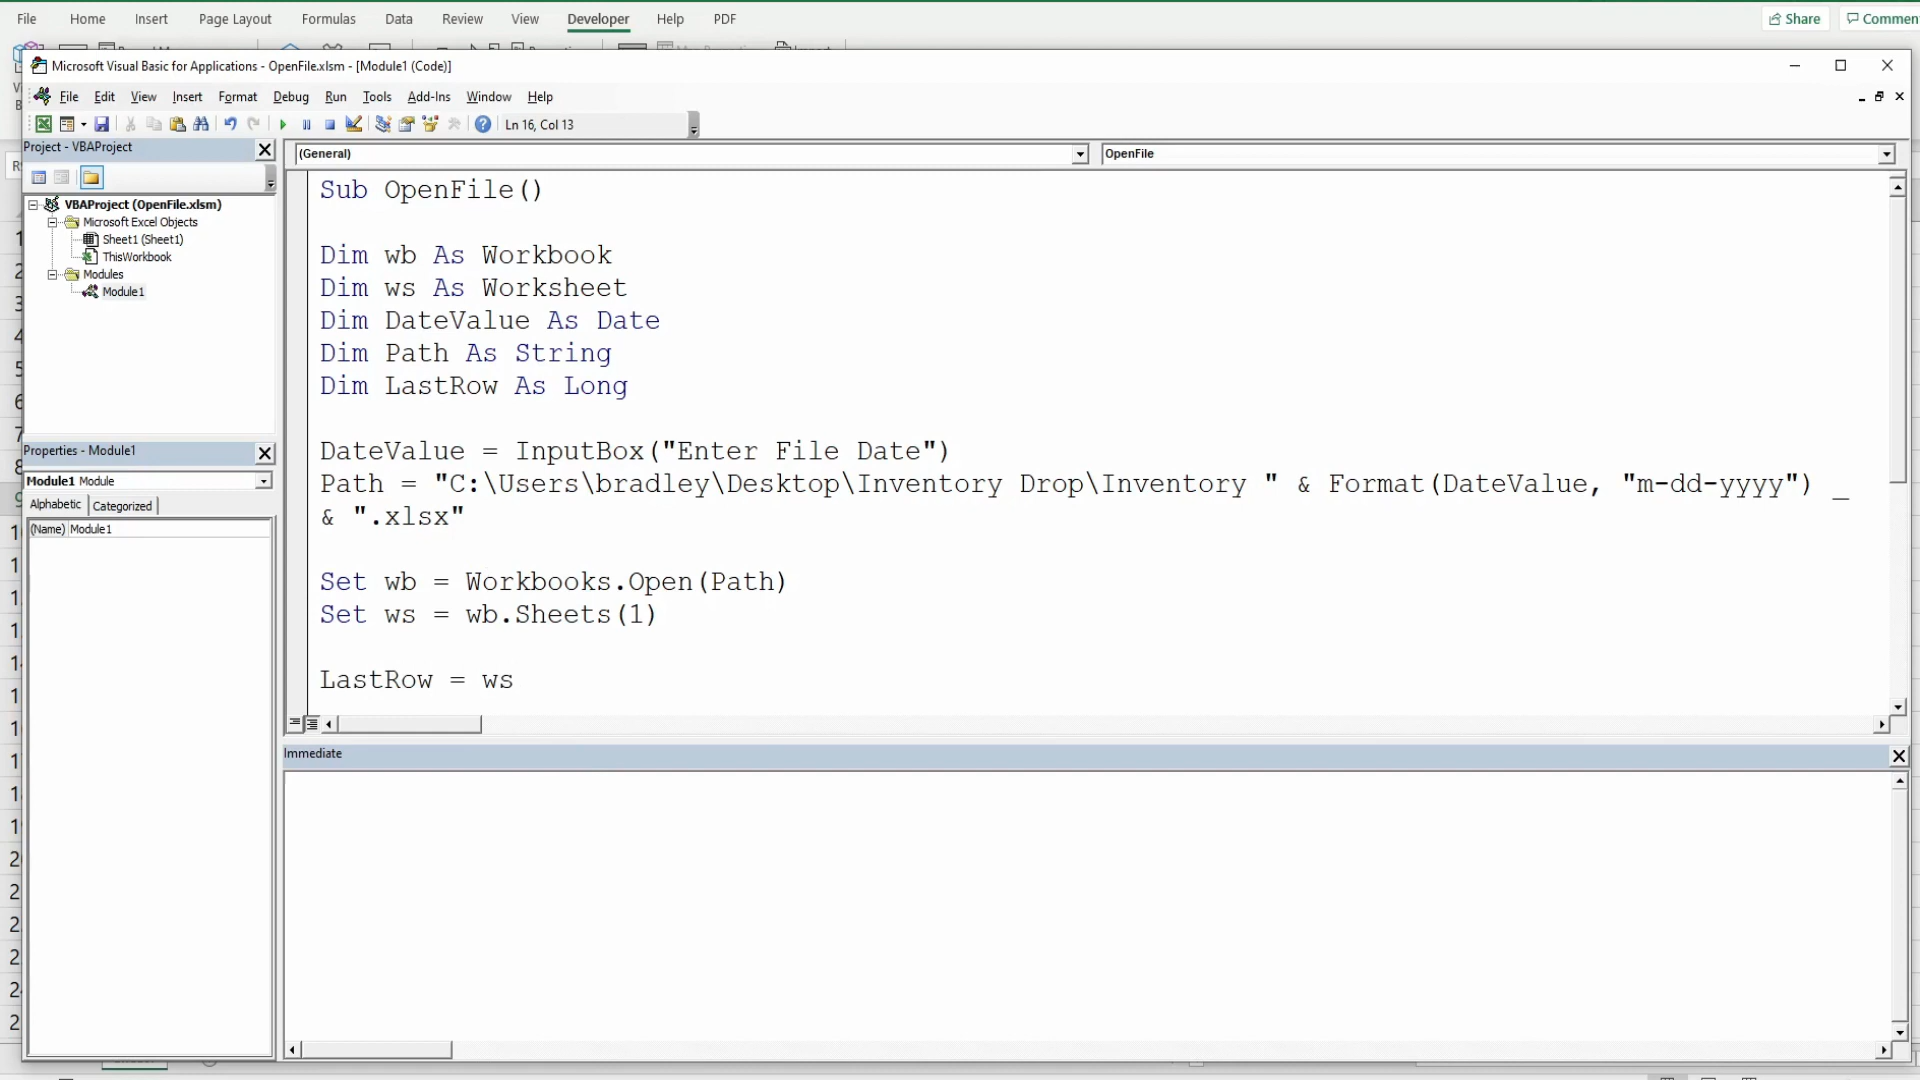 File Home Insert Page Layout Formulas Data Review View Developer Help PDF Share Commen
Microsoft Visual Basic for Applications - OpenFile.xlsm - [Module1 (Code)]
File Edit View Insert Format Debug Run Tools Add-Ins Window Help
Ln 16, Col 13
Project - VBAProject
(General) OpenFile
VBAProject (OpenFile.xlsm)
Microsoft Excel Objects
Sheet1 (Sheet1)
ThisWorkbook
Modules
Module1
Properties - Module1
Module1 Module
Alphabetic Categorized
(Name) Module1
Sub OpenFile()
Dim wb As Workbook
Dim ws As Worksheet
Dim DateValue As Date
Dim Path As String
Dim LastRow As Long
DateValue = InputBox("Enter File Date")
Path = "C:\Users\bradley\Desktop\Inventory Drop\Inventory " & Format(DateValue, "m-dd-yyyy") _
& ".xlsx"
Set wb = Workbooks.Open(Path)
Set ws = wb.Sheets(1)
LastRow = ws
Immediate